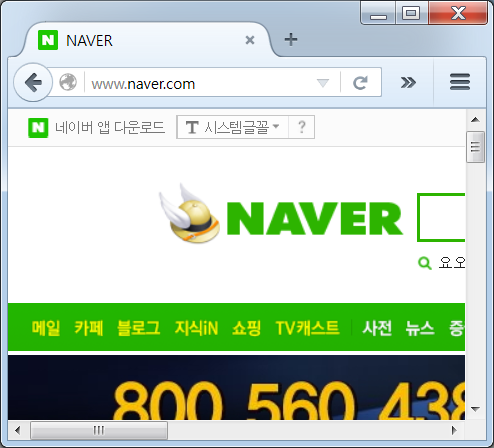 NAVER
www.naver.com
네이버 앱 다운로드 T 시스템글꼴 ?
NAVER
요오
메일 카페 블로그 지식iN 쇼핑 TV캐스트 사전 뉴스 증
800 560 438